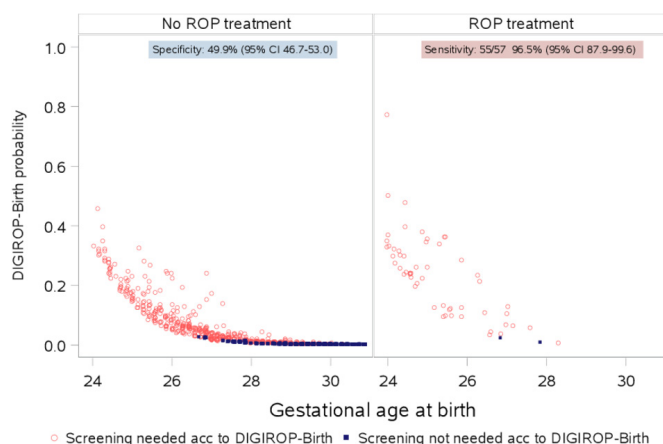 No ROP treatment
ROP treatment
Specificity: 49.9% (95% CI 46.7-53.0)
Sensitivity: 55/57 96.5% (95% CI 87.9-99.6)
DIGIROP-Birth probability
1.0
0.8
0.6
0.4
0.2
0.0
24 26 28 30
24 26 28 30
Gestational age at birth
Screening needed acc to DIGIROP-Birth
Screening not needed acc to DIGIROP-Birth